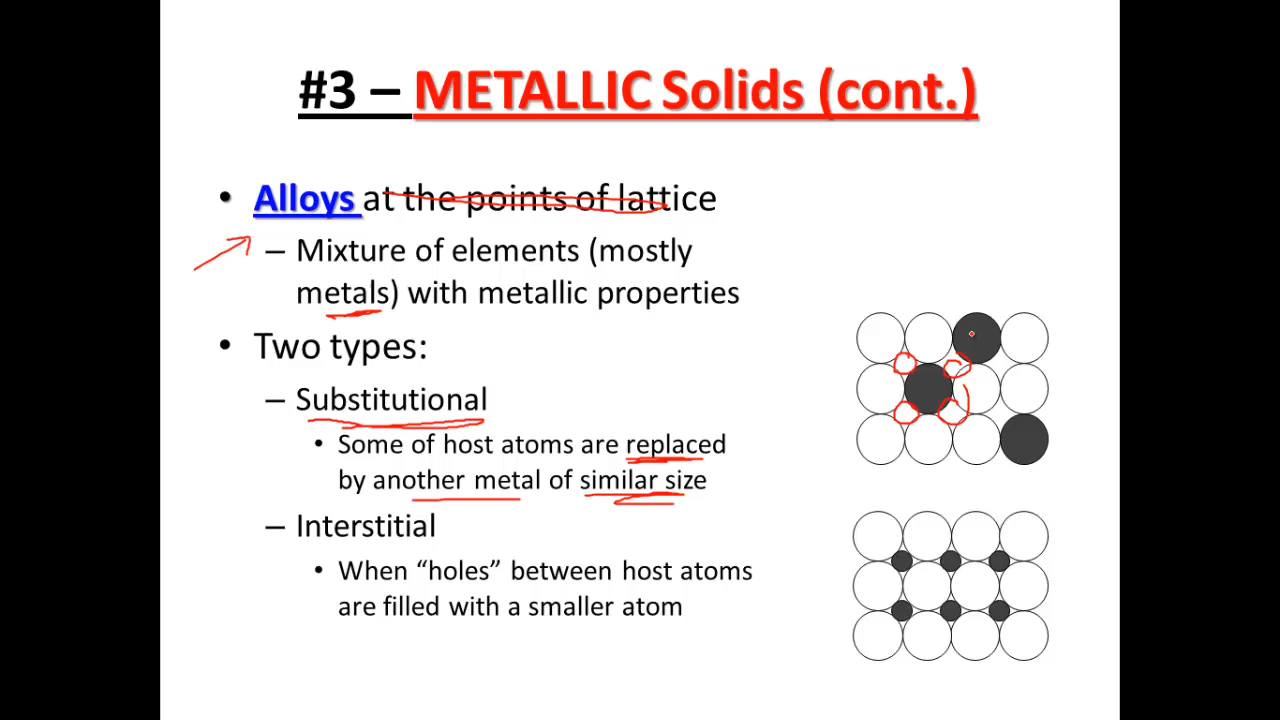 #3 – METALLIC Solids (cont.)
• Alloys at the points of lattice
– Mixture of elements (mostly
metals) with metallic properties
• Two types:
– Substitutional
• Some of host atoms are replaced
by another metal of similar size
– Interstitial
• When “holes” between host atoms
are filled with a smaller atom